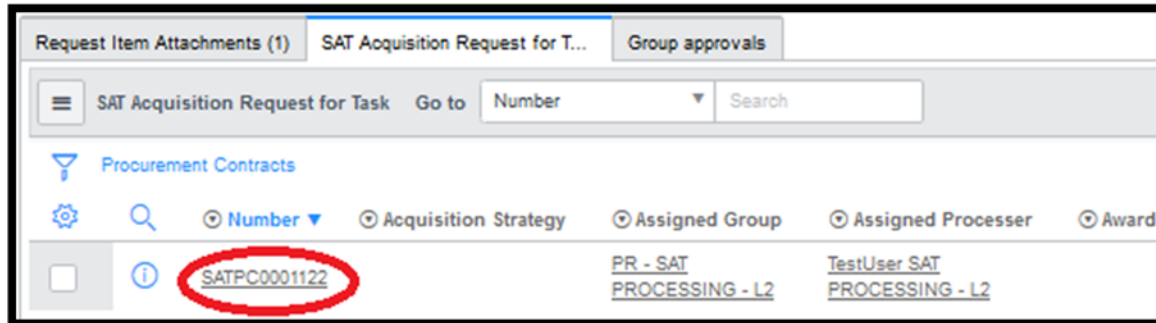 Request Item Attachments (1) SAT Acquisition Request for T... Group approvals
SAT Acquisition Request for Task Go to Number Search
Procurement Contracts
Number Acquisition Strategy Assigned Group Assigned Processer Award
SATPC0001122 PR - SAT TestUser SAT
PROCESSING - L2 PROCESSING - L2